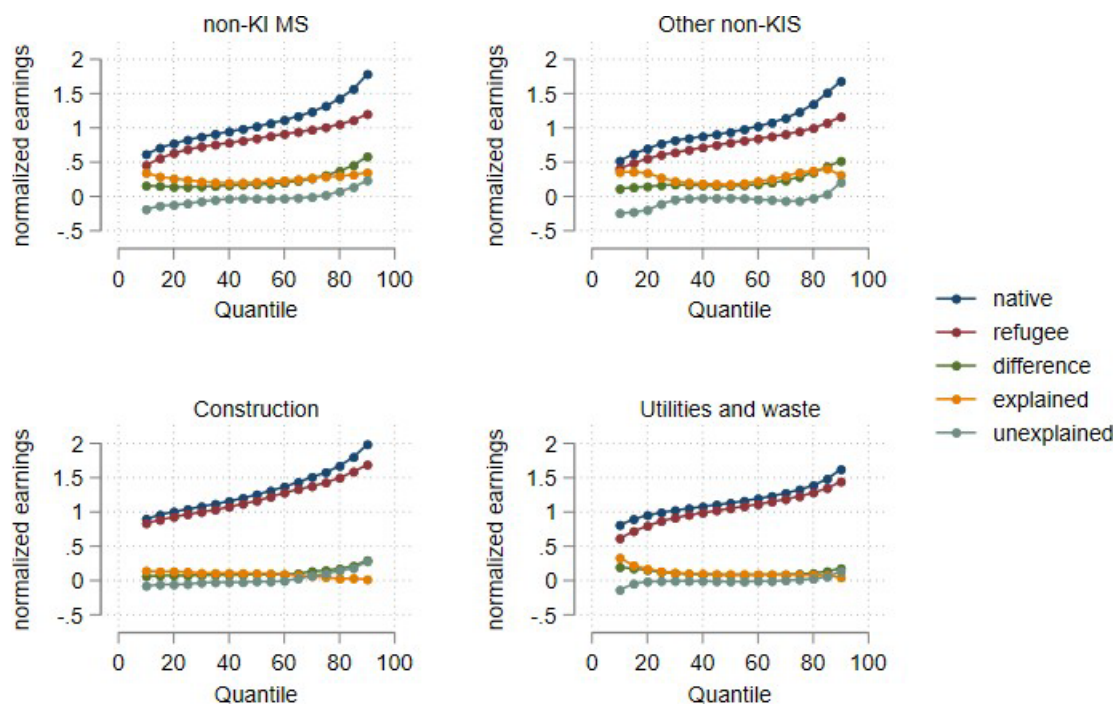 non-KI MS
normalized earnings
2
1.5
1
.5
0
-.5
0 20 40 60 80 100
Quantile
Other non-KIS
normalized earnings
2
1.5
1
.5
0
-.5
0 20 40 60 80 100
Quantile
native
refugee
difference
explained
unexplained
Construction
normalized earnings
2
1.5
1
.5
0
-.5
0 20 40 60 80 100
Quantile
Utilities and waste
normalized earnings
2
1.5
1
.5
0
-.5
0 20 40 60 80 100
Quantile